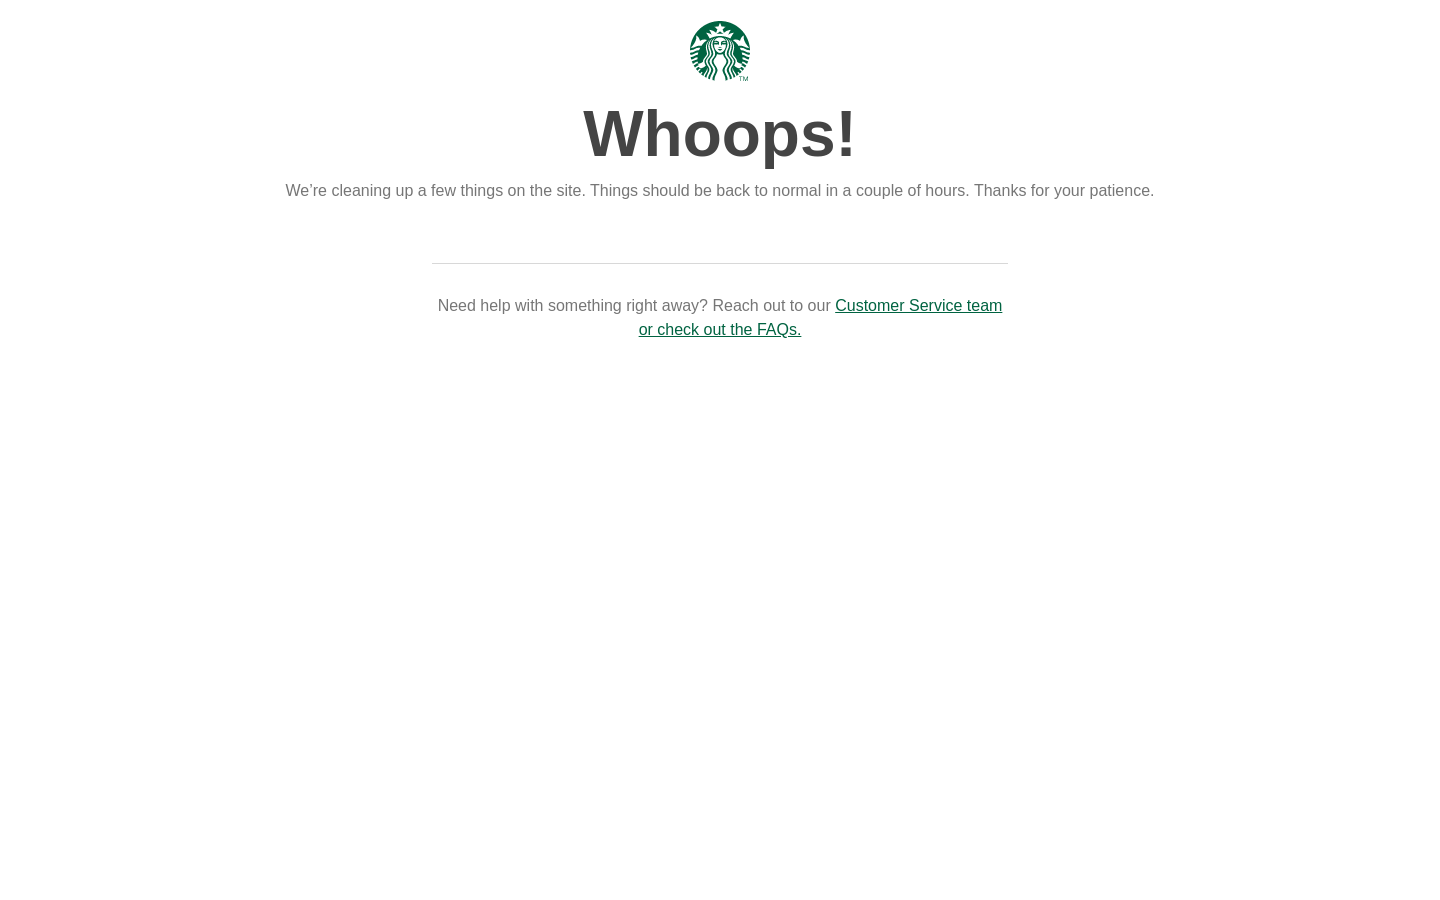 TM
Whoops!
We’re cleaning up a few things on the site. Things should be back to normal in a couple of hours. Thanks for your patience.
Need help with something right away? Reach out to our Customer Service team
or check out the FAQs.